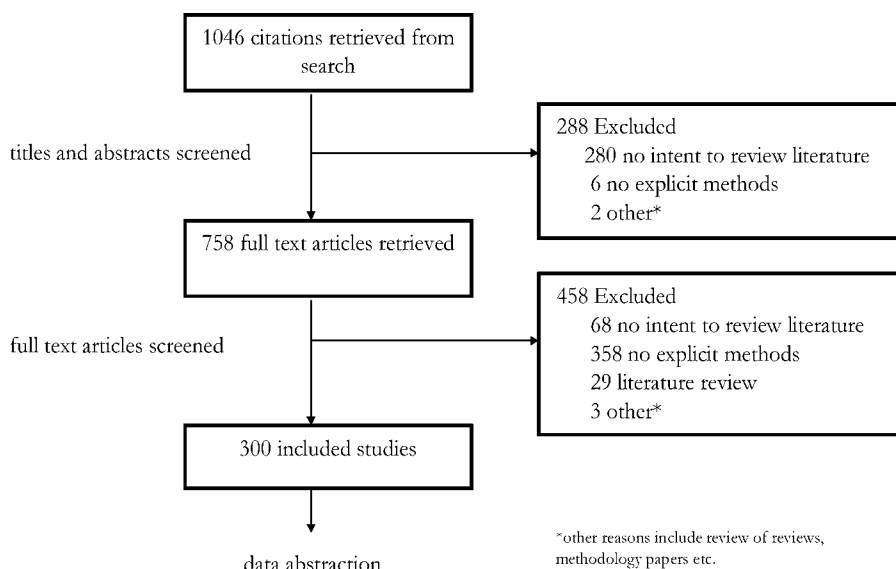 1046 citations retrieved from
search
titles and abstracts screened
288 Excluded
280 no intent to review literature
6 no explicit methods
2 other*
758 full text articles retrieved
full text articles screened
458 Excluded
68 no intent to review literature
358 no explicit methods
29 literature review
3 other*
300 included studies
data abstraction
*other reasons include review of reviews,
methodology papers etc.